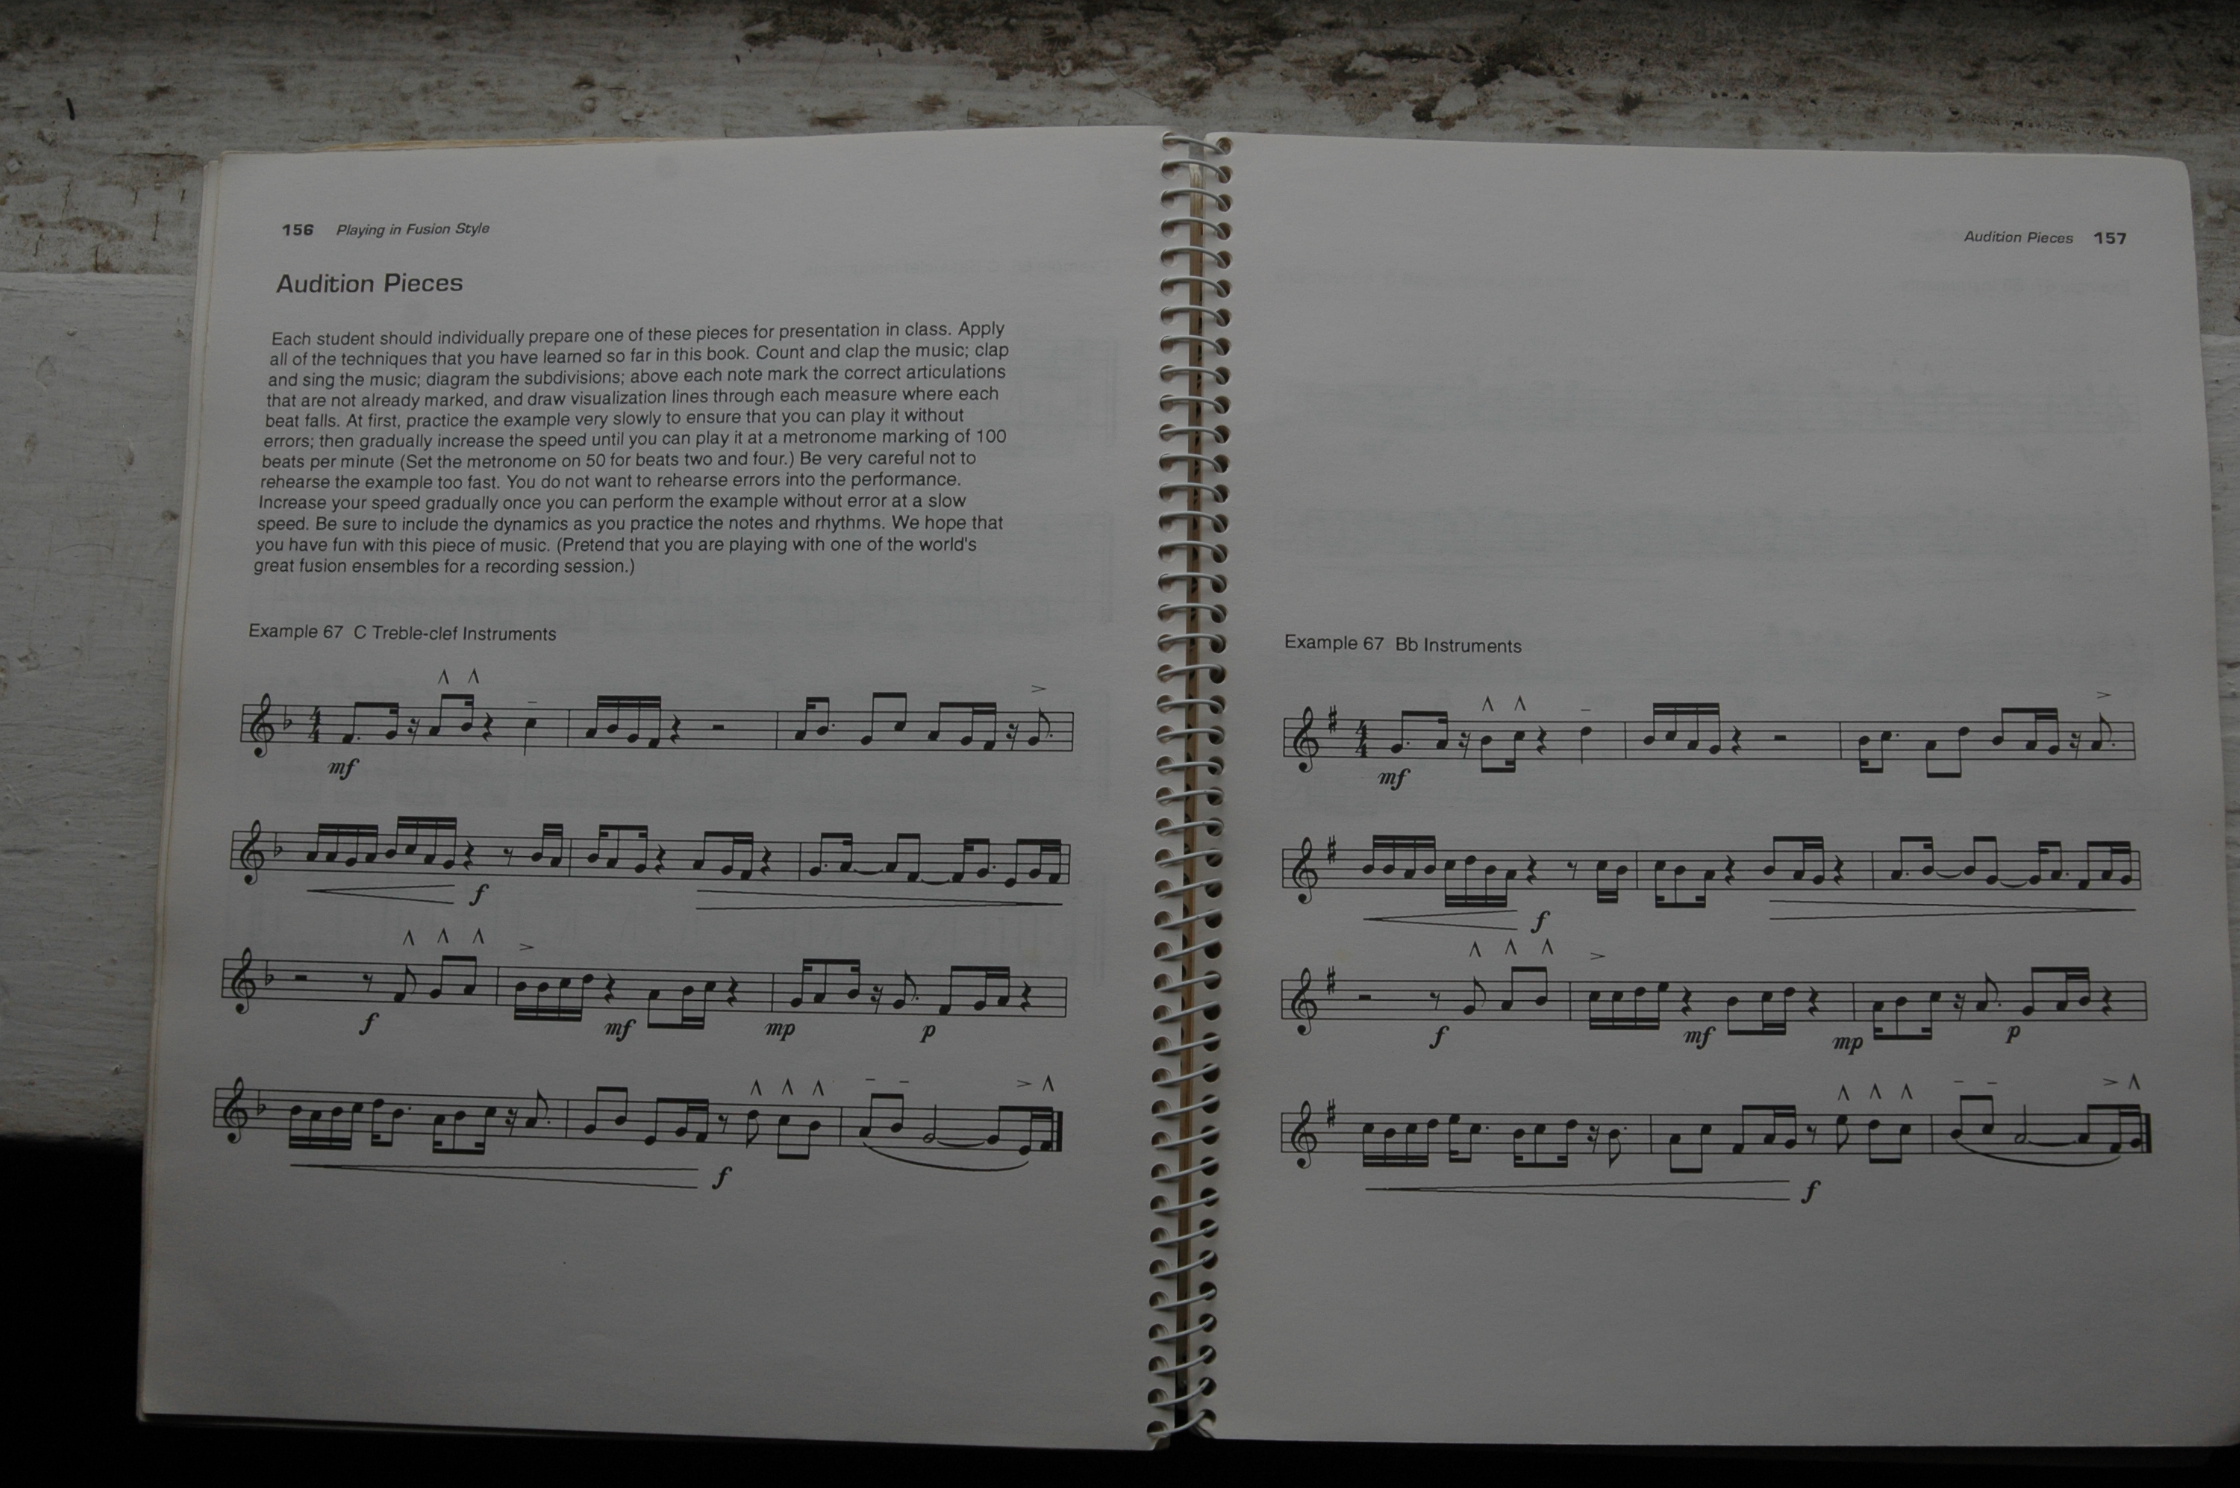 156 Playing in Fusion Style
Audition Pieces
Each student should individually prepare one of these pieces for presentation in class. Apply
all of the techniques that you have learned so far in this book. Count and clap the music; clap
and sing the music; diagram the subdivisions; above each note mark the correct articulations
that are not already marked, and draw visualization lines through each measure where each
beat falls. At first, practice the example very slowly to ensure that you can play it without
errors; then gradually increase the speed until you can play it at a metronome marking of 100
beats per minute (Set the metronome on 50 for beats two and four.) Be very careful not to
rehearse the example too fast. You do not want to rehearse errors into the performance.
Increase your speed gradually once you can perform the example without error at a slow
speed. Be sure to include the dynamics as you practice the notes and rhythms. We hope that
you have fun with this piece of music. (Pretend that you are playing with one of the world's
great fusion ensembles for a recording session.)
Example 67 C Treble-clef Instruments
4
4
mf
f
f mf mp p
f
Audition Pieces 157
Example 67 Bb Instruments
4
4
mf
f
f mf mp p
f